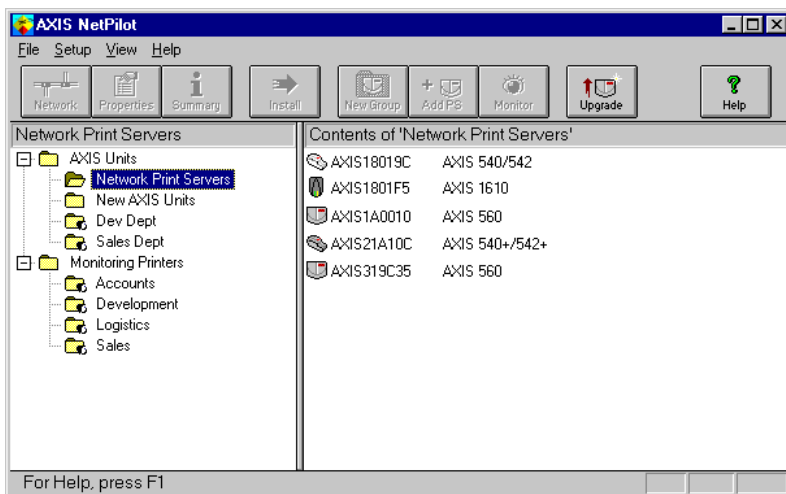 AXIS NetPilot
File Setup View Help
Network Properties Summary Install New Group Add PS Monitor Upgrade Help
Network Print Servers
Contents of 'Network Print Servers'
AXIS Units
Network Print Servers
New AXIS Units
Dev Dept
Sales Dept
Monitoring Printers
Accounts
Development
Logistics
Sales
AXIS18019C AXIS 540/542
AXIS1801F5 AXIS 1610
AXIS1A0010 AXIS 560
AXIS21A10C AXIS 540+/542+
AXIS319C35 AXIS 560
For Help, press F1